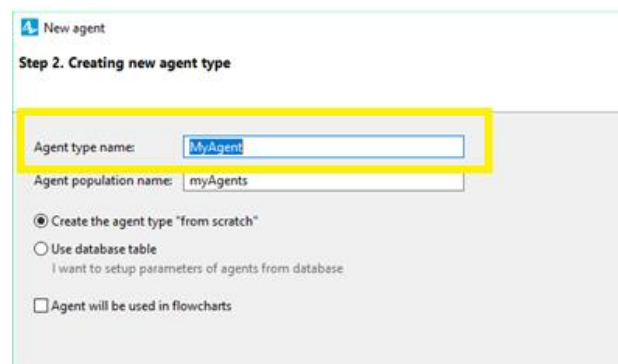 New agent
Step 2. Creating new agent type
Agent type name: MyAgent
Agent population name: myAgents
Create the agent type "from scratch"
Use database table
I want to setup parameters of agents from database
Agent will be used in flowcharts